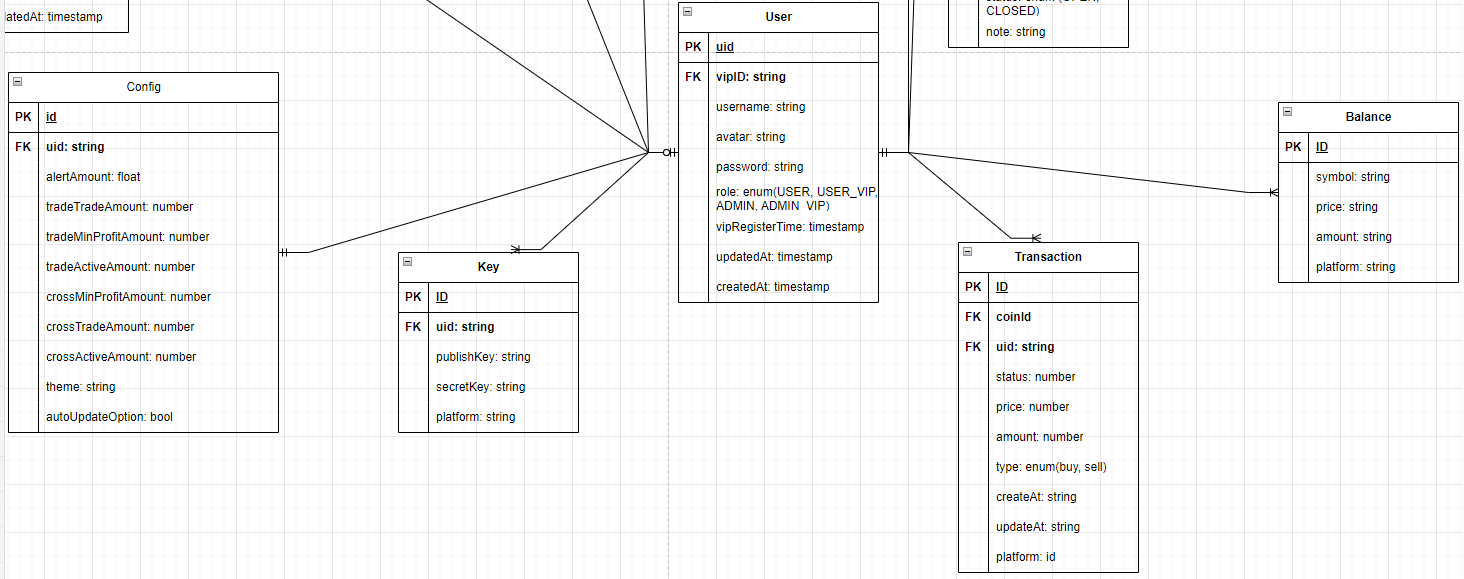 datedAt: timestamp
CLOSED)
note: string
User
PK uid
FK vipID: string
username: string
avatar: string
password: string
role: enum(USER, USER_VIP,
ADMIN, ADMIN_VIP)
vipRegisterTime: timestamp
updatedAt: timestamp
createdAt: timestamp
Config
PK id
FK uid: string
alertAmount: float
tradeTradeAmount: number
tradeMinProfitAmount: number
tradeActiveAmount: number
crossMinProfitAmount: number
crossTradeAmount: number
crossActiveAmount: number
theme: string
autoUpdateOption: bool
Key
PK ID
FK uid: string
publishKey: string
secretKey: string
platform: string
Transaction
PK ID
FK coinId
FK uid: string
status: number
price: number
amount: number
type: enum(buy, sell)
createAt: string
updateAt: string
platform: id
Balance
PK ID
symbol: string
price: string
amount: string
platform: string